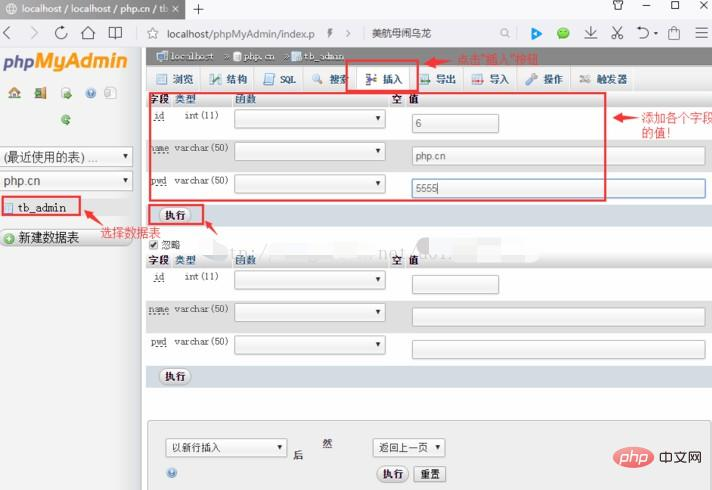 localhost / localhost / php.cn / tb
localhost/phpMyAdmin/index.p
美航母闹乌龙
phpMyAdmin
(最近使用的表) ...
php.cn
tb_admin
选择数据表
新建数据表
localhost » php.cn » tb_admin
点击"插入"按钮
浏览 结构 SQL 搜索 插入 导出 导入 操作 触发器
字段 类型 函数 空 值
id int(11) 6
name varchar(50) php.cn
pwd varchar(50) 5555
添加各个字段
的值!
执行
忽略
字段 类型 函数 空 值
id int(11)
name varchar(50)
pwd varchar(50)
执行
以新行插入 后 然 返回上一页
执行 重置
php 中文网